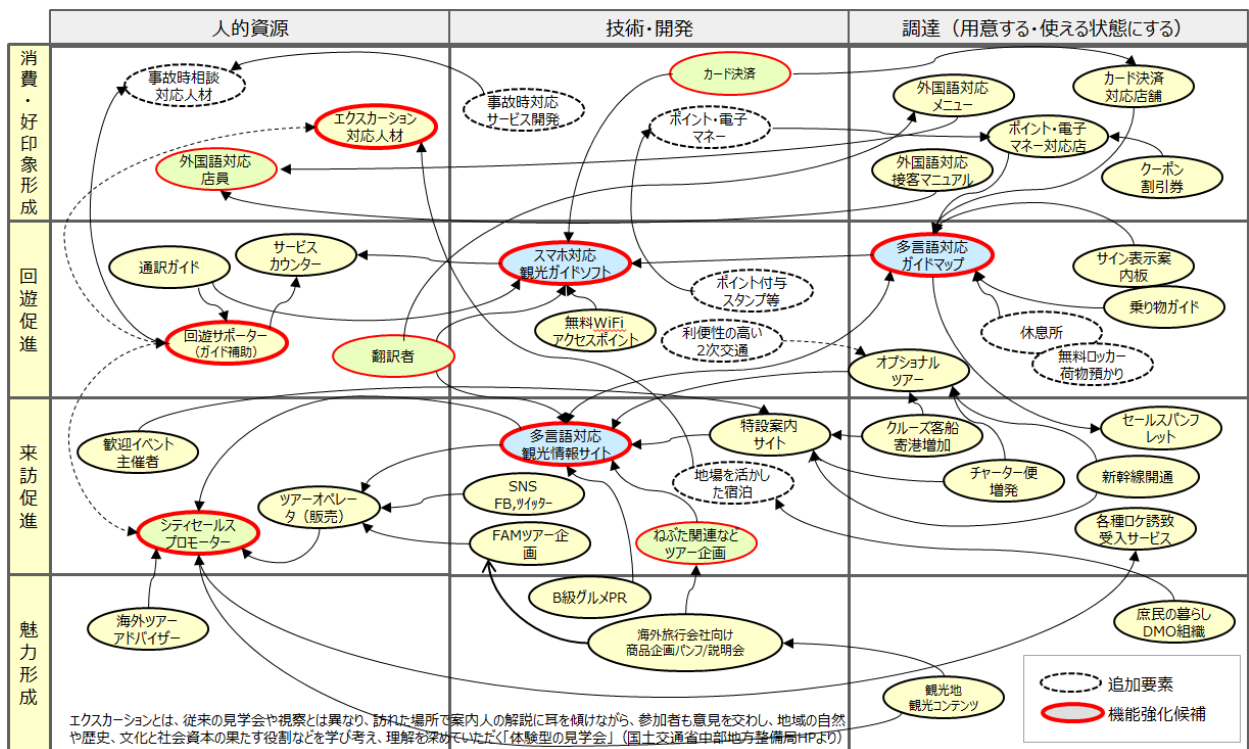 人的資源
技術・開発
調達（用意する・使える状態にする）
消費・好印象形成
事故時相談
対応人材
エクスカーション
対応人材
外国語対応
店員
事故時対応
サービス開発
カード決済
ポイント・電子
マネー
外国語対応
メニュー
カード決済
対応店舗
ポイント・電子
マネー対応店
外国語対応
接客マニュアル
クーポン
割引券
回遊促進
通訳ガイド
サービス
カウンター
回遊サポーター
（ガイド補助）
スマホ対応
観光ガイドソフト
無料WiFi
アクセスポイント
翻訳者
ポイント付与
スタンプ等
利便性の高い
2次交通
多言語対応
ガイドマップ
サイン表示案
内板
乗り物ガイド
休息所
無料ロッカー
荷物預かり
オプショナル
ツアー
来訪促進
歓迎イベント
主催者
ツアーオペレー
タ（販売）
シティセールス
プロモーター
多言語対応
観光情報サイト
SNS
FB,ツイッター
FAMツアー企
画
特設案内
サイト
地場を活かし
た宿泊
ねぶた関連など
ツアー企画
クルーズ客船
寄港増加
チャーター便
増発
セールスパンフ
レット
新幹線開通
各種ロケ誘致
受入サービス
魅力形成
海外ツアー
アドバイザー
B級グルメPR
海外旅行会社向け
商品企画パンフ/説明会
庶民の暮らし
DMO組織
観光地
観光コンテンツ
追加要素
機能強化候補
エクスカーションとは、従来の見学会や視察とは異なり、訪れた場所で案内人の解説に耳を傾けながら、参加者も意見を交わし、地域の自然
や歴史、文化と社会資本の果たす役割などを学び考え、理解を深めていただく「体験型の見学会」（国土交通省中部地方整備局HPより）